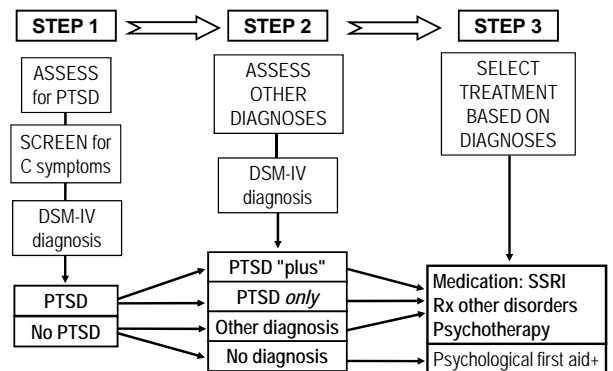 STEP 1
STEP 2
STEP 3
ASSESS
for PTSD
SCREEN for
C symptoms
DSM-IV
diagnosis
PTSD
No PTSD
ASSESS
OTHER
DIAGNOSES
DSM-IV
diagnosis
PTSD "plus"
PTSD only
Other diagnosis
No diagnosis
SELECT
TREATMENT
BASED ON
DIAGNOSES
Medication: SSRI
Rx other disorders
Psychotherapy
Psychological first aid+